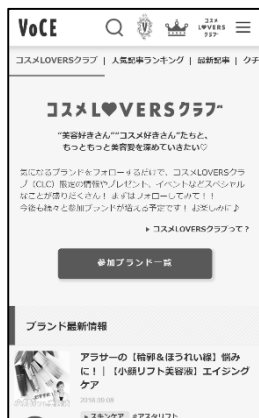 VOCE
コスメ
LOVERS
クラブ
コスメLOVERSクラブ | 人気記事ランキング | 最新記事 | クチ
コスメL♥VERSクラブ
“美容好きさん”“コスメ好きさん”たちと、
もっともっと美容愛を深めていきたい♡
気になるブランドをフォローするだけで、コスメLOVERSクラ
ブ（CLC）限定の情報やプレゼント、イベントなどスペシャル
なことが盛りだくさん！ まずはフォローしてみて！！
今後も続々と参加ブランドが増える予定です！ お楽しみに♪
▶ コスメLOVERSクラブって？
参加ブランド一覧
ブランド最新情報
アラサーの【輪郭&ほうれい線】悩み
に！【小顔リフト美容液】エイジング
ケア
▶スキンケア #アスタリフト